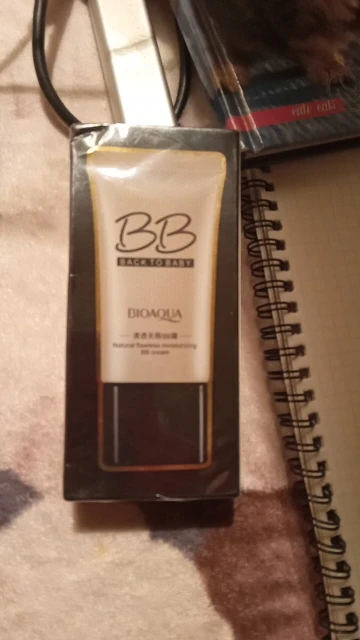 BB
BACK TO BABY
BIOAQUA
Natural flawless moisturizing
BB cream